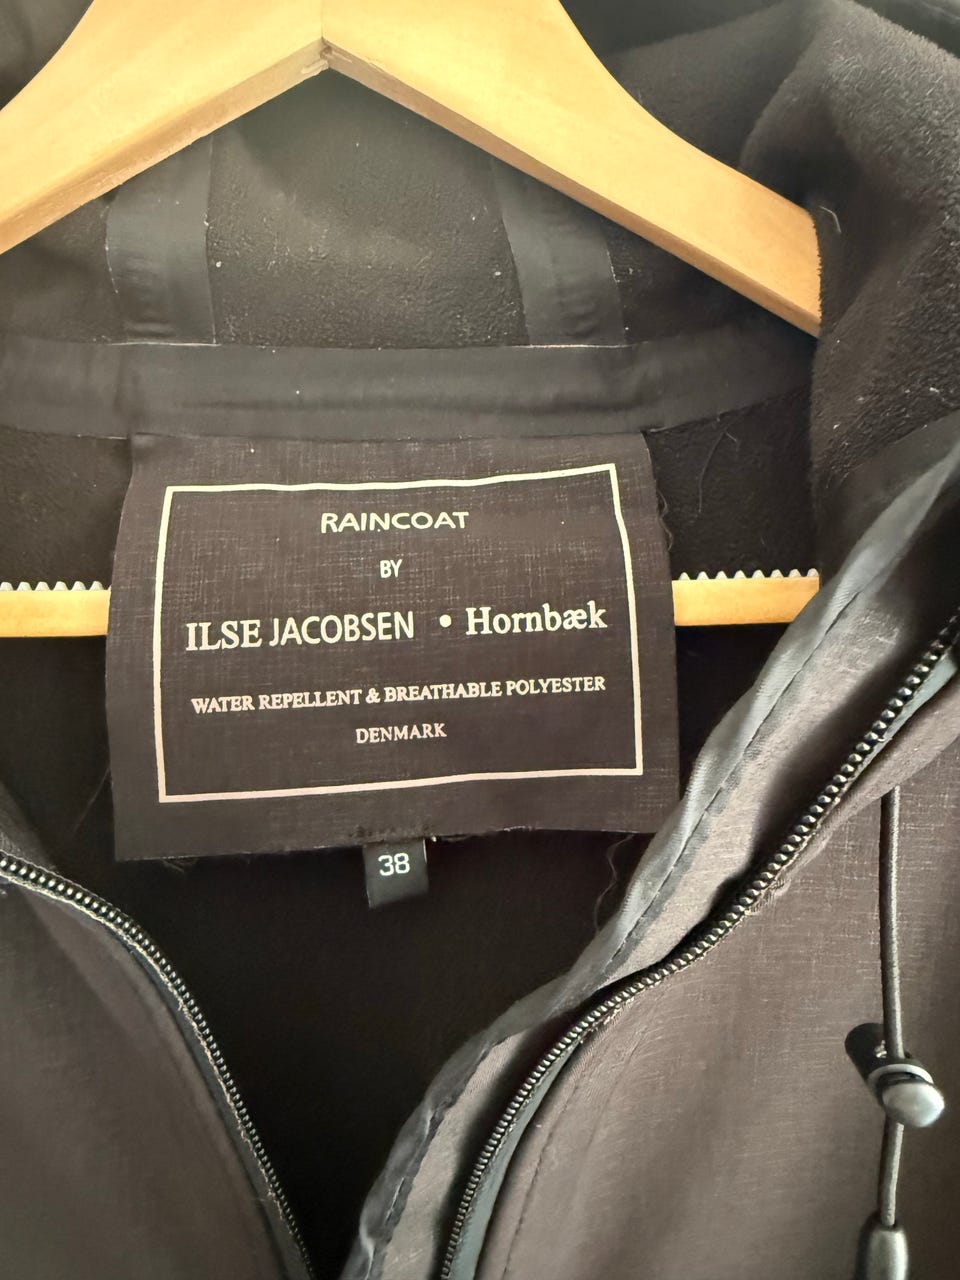 RAINCOAT
BY
ILSE JACOBSEN • Hornbæk
WATER REPELLENT & BREATHABLE POLYESTER
DENMARK
38